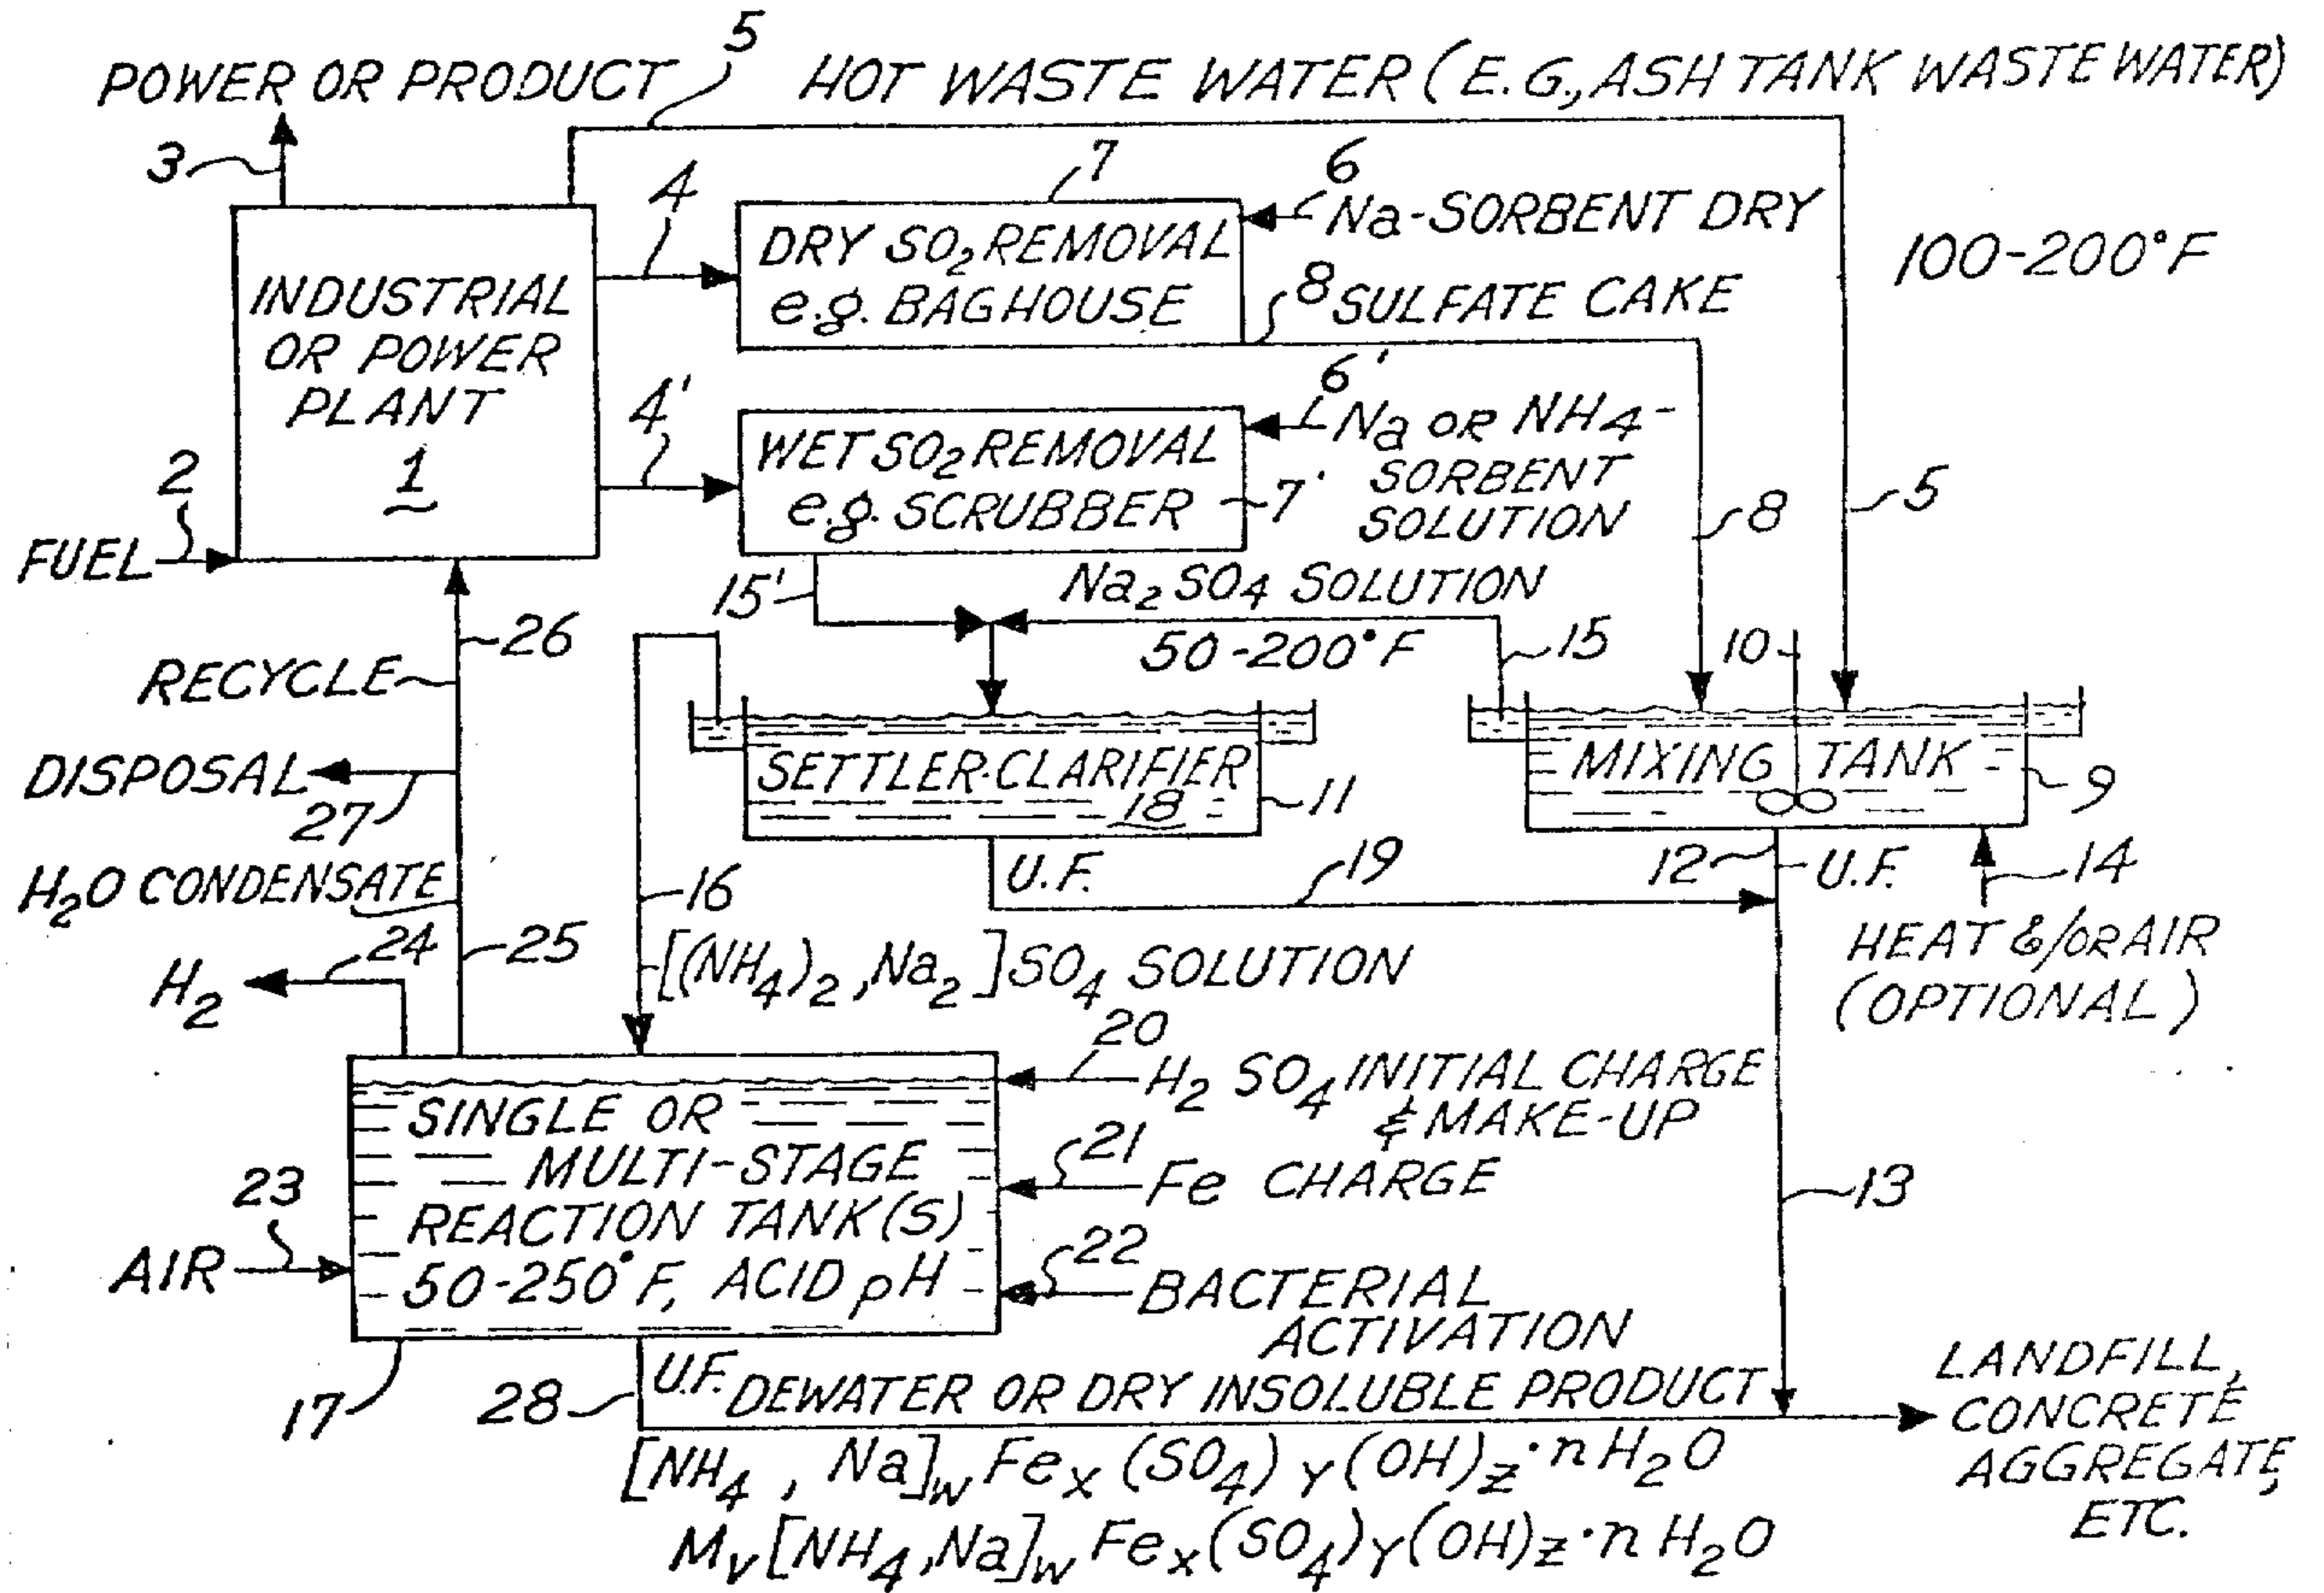 5
POWER OR PRODUCT
HOT WASTE WATER (E.G., ASH TANK WASTE WATER)
3
4
7
6
Na-SORBENT DRY
DRY SO₂ REMOVAL
e.g. BAGHOUSE
100-200°F
8 SULFATE CAKE
INDUSTRIAL
OR POWER
PLANT
1
4'
6'
Na OR NH4-
SORBENT
SOLUTION
WET SO₂ REMOVAL
e.g. SCRUBBER
7'
8
5
2
FUEL
15'
Na₂SO₄ SOLUTION
50-200°F
15
10
26
RECYCLE
SETTLER-CLARIFIER
18
11
MIXING TANK
9
DISPOSAL
27
U.F.
19
12
U.F.
14
H₂O CONDENSATE
16
HEAT &/OR AIR
(OPTIONAL)
24
25
H₂
[(NH₄)₂, Na₂]SO₄ SOLUTION
20
H₂SO₄ INITIAL CHARGE
& MAKE-UP
SINGLE OR
MULTI-STAGE
REACTION TANK(S)
50-250°F, ACID pH
21
Fe CHARGE
13
23
AIR
22
BACTERIAL
ACTIVATION
17
28
U.F.
DEWATER OR DRY INSOLUBLE PRODUCT
LANDFILL,
CONCRETE
AGGREGATE,
ETC.
[NH₄, Na]w Feₓ(SO₄)Y(OH)z·nH₂O
Mv[NH₄, Na]w Feₓ(SO₄)Y(OH)z·nH₂O